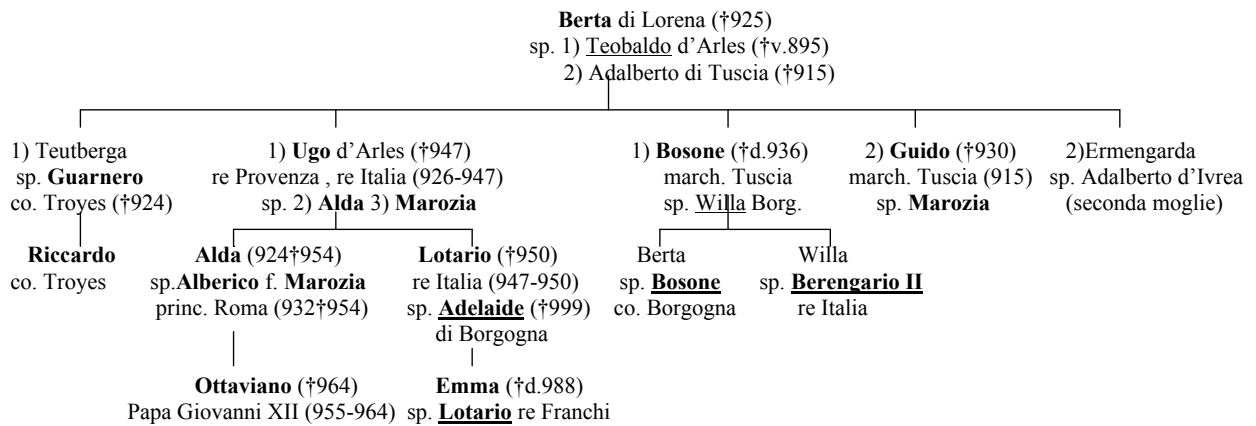 Berta di Lorena (†925)
sp. 1) Teobaldo d’Arles (†v.895)
2) Adalberto di Tuscia (†915)
1) Teutberga
sp. Guarnero
co. Troyes (†924)
1) Ugo d’Arles (†947)
re Provenza , re Italia (926-947)
sp. 2) Alda 3) Marozia
1) Bosone (†d.936)
march. Tuscia
sp. Willa Borg.
2) Guido (†930)
march. Tuscia (915)
sp. Marozia
2)Ermengarda
sp. Adalberto d’Ivrea
(seconda moglie)
Riccardo
co. Troyes
Alda (924†954)
sp.Alberico f. Marozia
princ. Roma (932†954)
Lotario (†950)
re Italia (947-950)
sp. Adelaide (†999)
di Borgogna
Berta
sp. Bosone
co. Borgogna
Willa
sp. Berengario II
re Italia
Ottaviano (†964)
Papa Giovanni XII (955-964)
Emma (†d.988)
sp. Lotario re Franchi